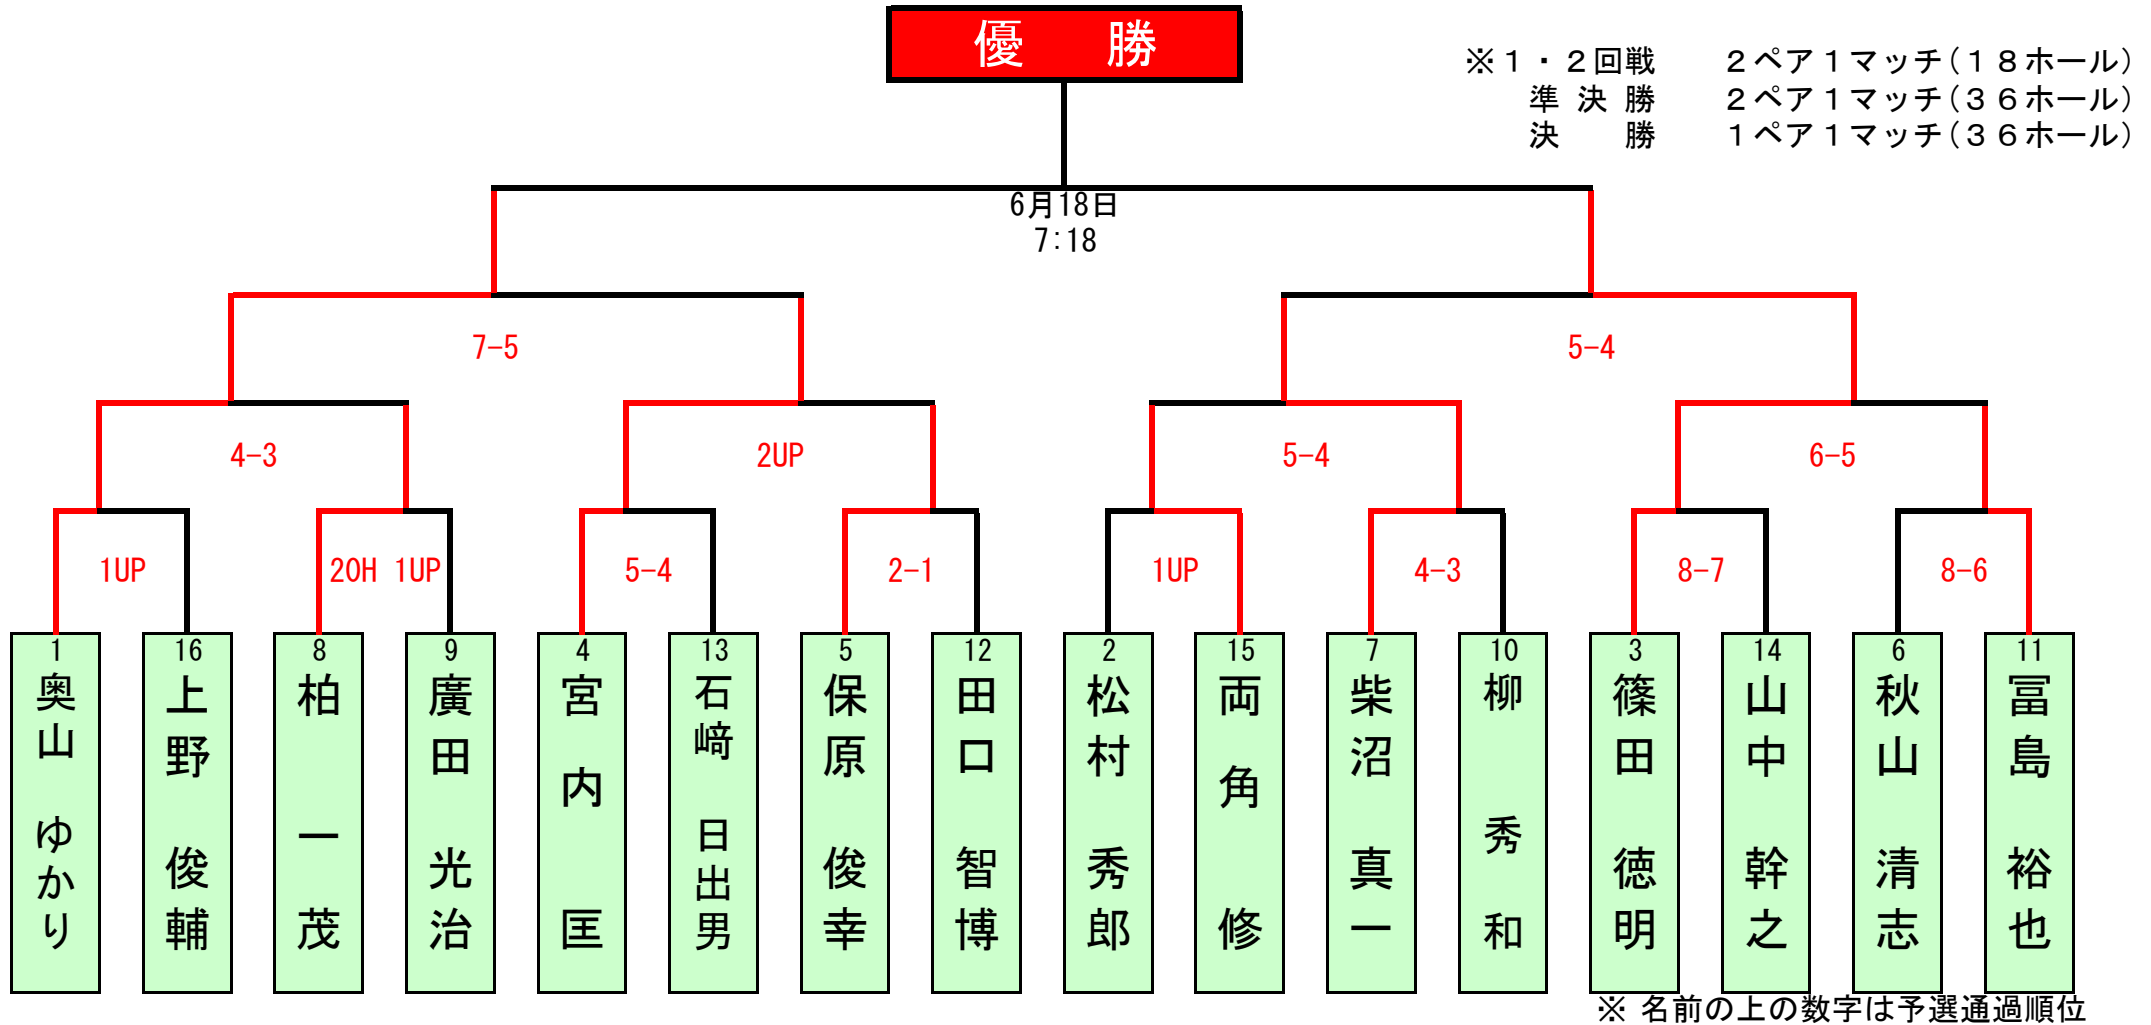 優　勝
※１・２回戦　２ペア１マッチ(１８ホール)
準 決 勝　２ペア１マッチ(３６ホール)
決　勝　１ペア１マッチ(３６ホール)
6月18日
7:18
7-5
5-4
4-3
2UP
5-4
6-5
1UP
20H 1UP
5-4
2-1
1UP
4-3
8-7
8-6
1
奥山 ゆかり
16
上野 俊輔
8
柏 一茂
9
廣田 光治
4
宮内 匡
13
石﨑 日出男
5
保原 俊幸
12
田口 智博
2
松村 秀郎
15
両角 修
7
柴沼 真一
10
柳 秀和
3
篠田 徳明
14
山中 幹之
6
秋山 清志
11
冨島 裕也
※ 名前の上の数字は予選通過順位